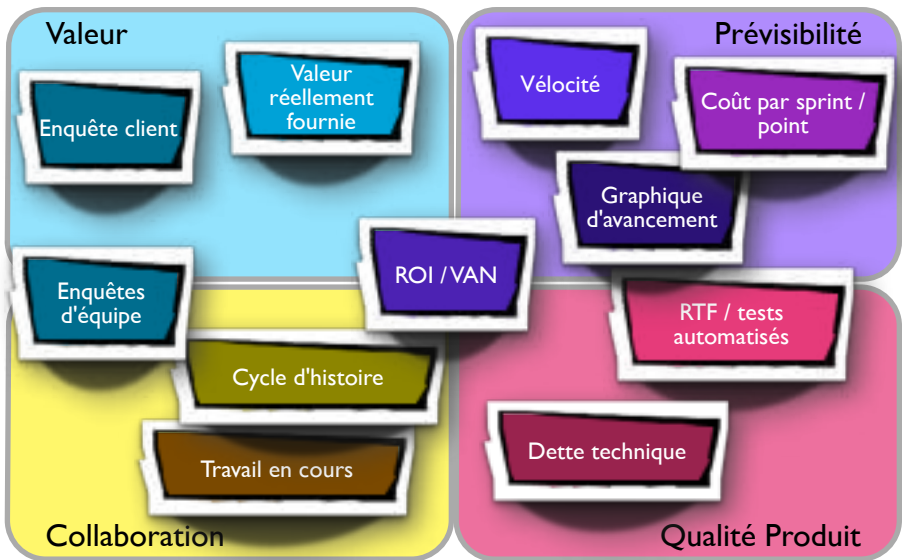 Valeur
Prévisibilité
Enquête client
Valeur
réellement
fournie
Vélocité
Coût par sprint /
point
Graphique
d'avancement
ROI / VAN
Enquêtes
d'équipe
RTF / tests
automatisés
Cycle d'histoire
Travail en cours
Dette technique
Collaboration
Qualité Produit